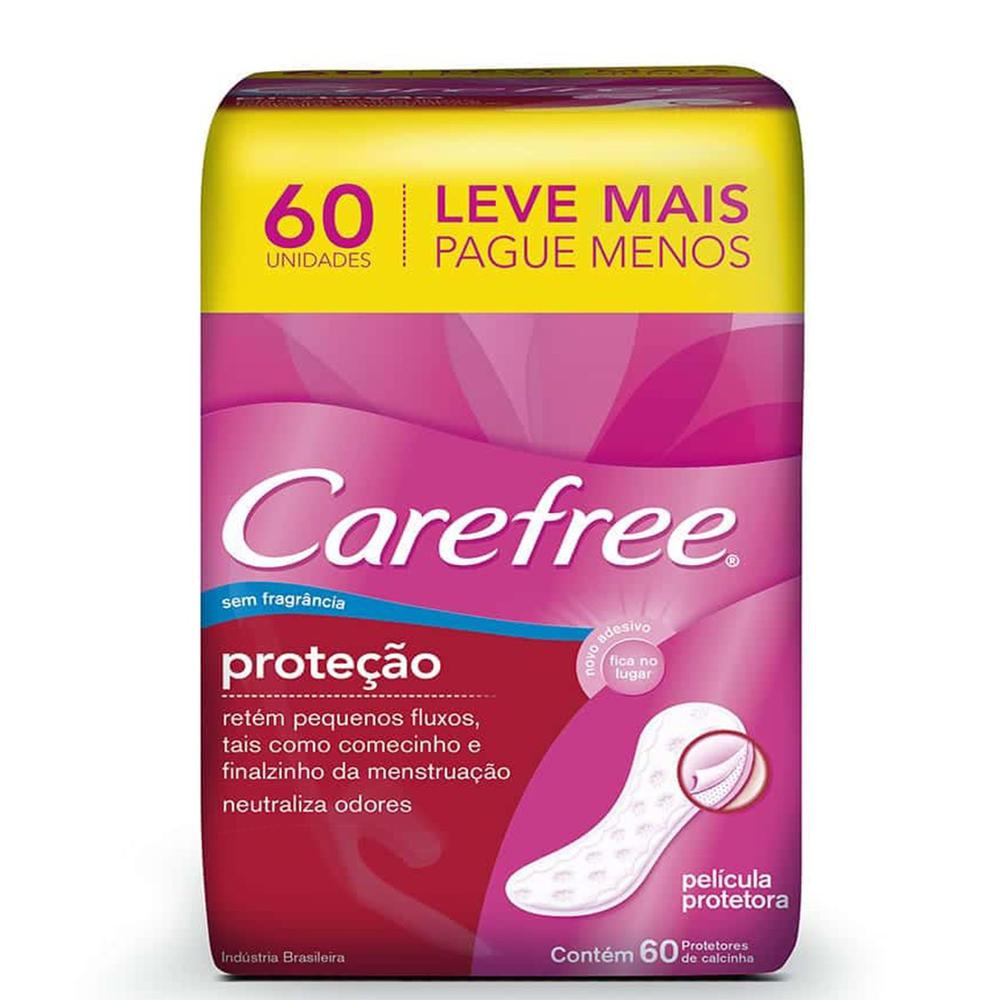 60
UNIDADES
LEVE MAIS
PAGUE MENOS
Carefree®
sem fragrância
proteção
retém pequenos fluxos,
tais como comecinho e
finalzinho da menstruação
neutraliza odores
novo adesivo
fica no
lugar
película
protetora
Contém 60 Protetores
de calcinha
Indústria Brasileira